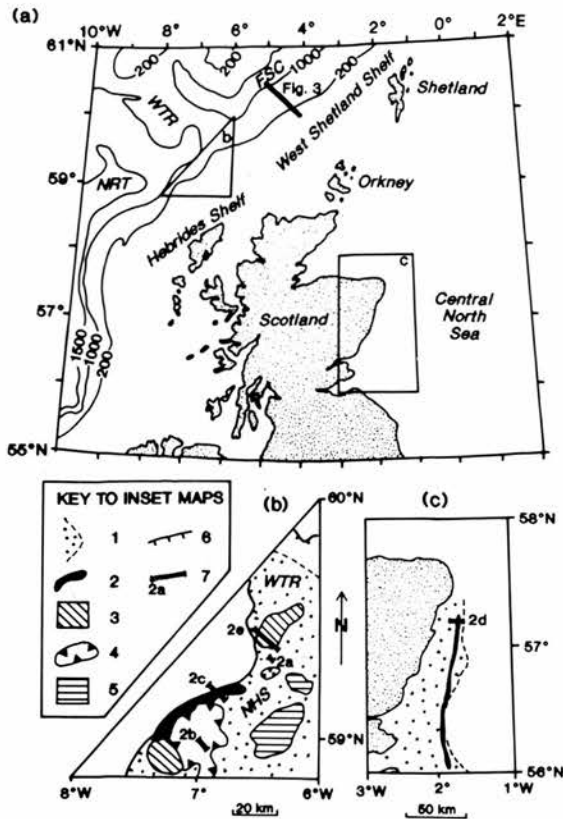 (a)
10°W 8° 6° 4° 2° 0° 2°E
61°N
200 200 1000 200
FSC
Fig. 3
WTR
West Shetland Shelf
Shetland
b
59°
NRT
4
Orkney
Hebrides Shelf
c
57°
Scotland
Central
North
Sea
1500
1000
200
55°N
KEY TO INSET MAPS
1 6
2 2a 7
3
4
5
(b)
60°N
WTR
2e
2a
2c
NHS
2b
59°N
8°W 7° 6°W
20 km
N
(c)
58°N
2d
57°
56°N
3°W 2° 1°W
50 km